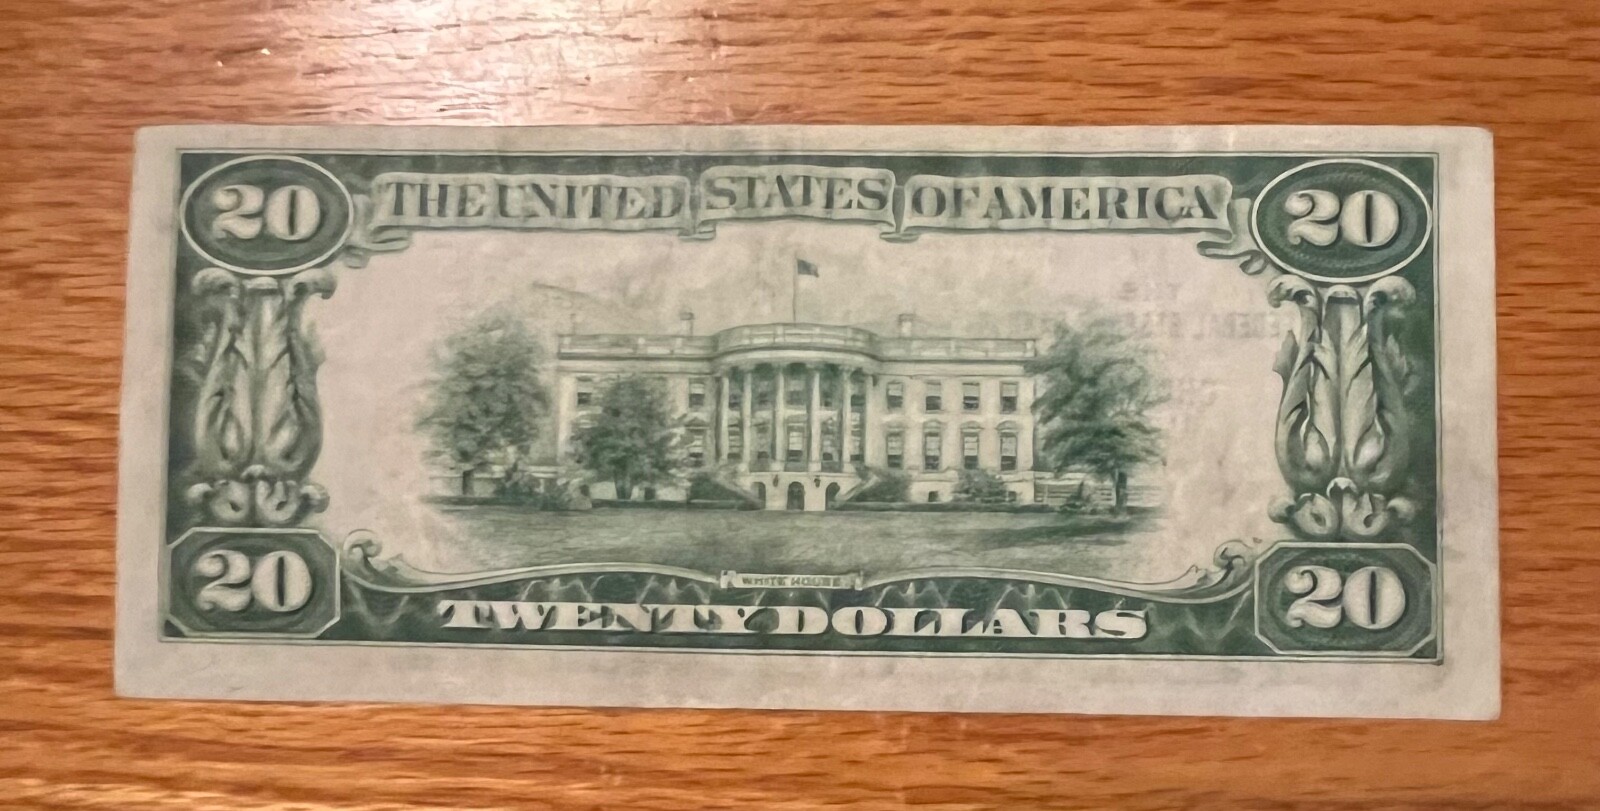 20 THE UNITED STATES OF AMERICA 20
WHITE HOUSE
20 TWENTY DOLLARS 20